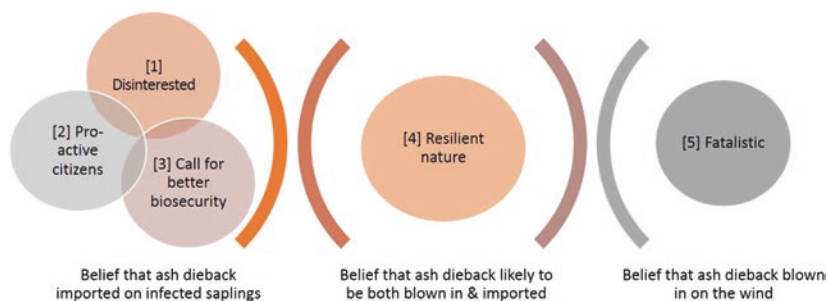 [1]
Disinterested
[2] Pro-
active
citizens
[3] Call for
better
biosecurity
[4] Resilient
nature
[5] Fatalistic
Belief that ash dieback
imported on infected saplings
Belief that ash dieback likely to
be both blown in & imported
Belief that ash dieback blown
in on the wind